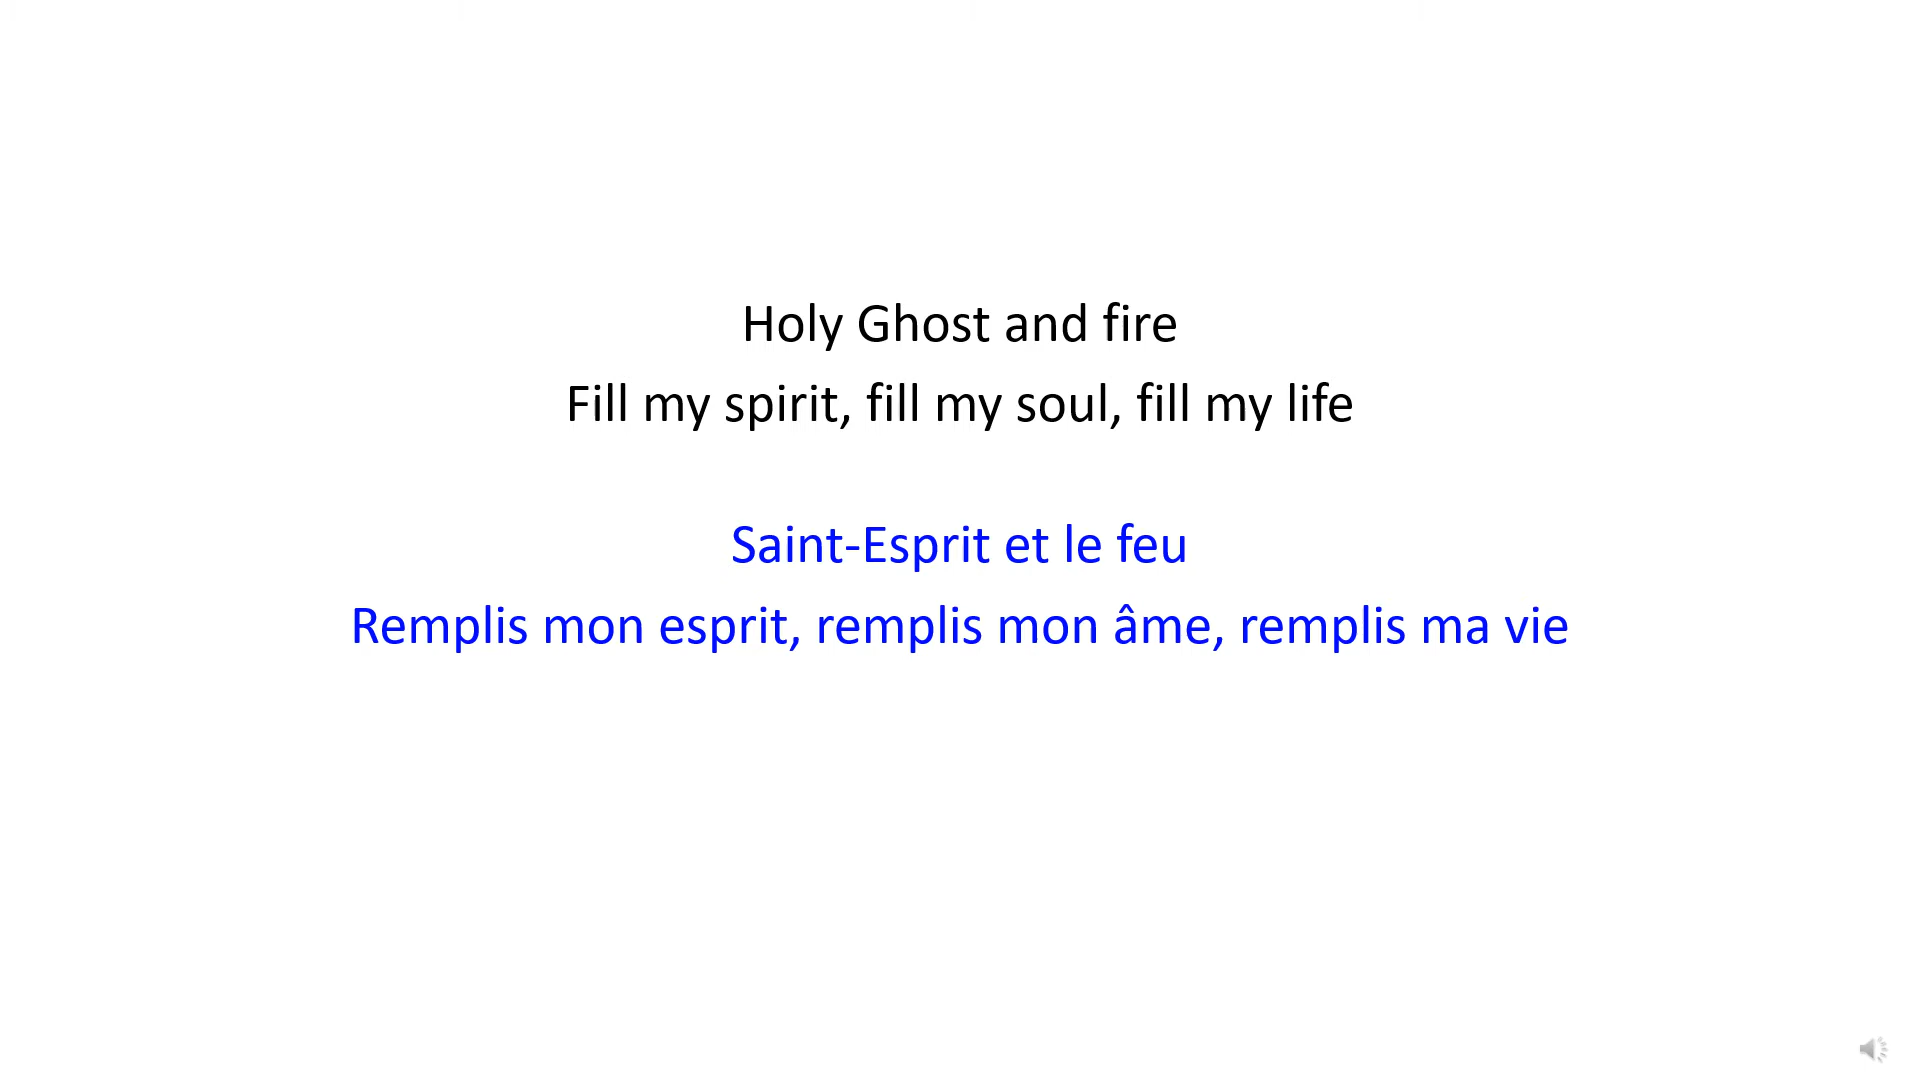 Holy Ghost and fire
Fill my spirit, fill my soul, fill my life
Saint-Esprit et le feu
Remplis mon esprit, remplis mon âme, remplis ma vie